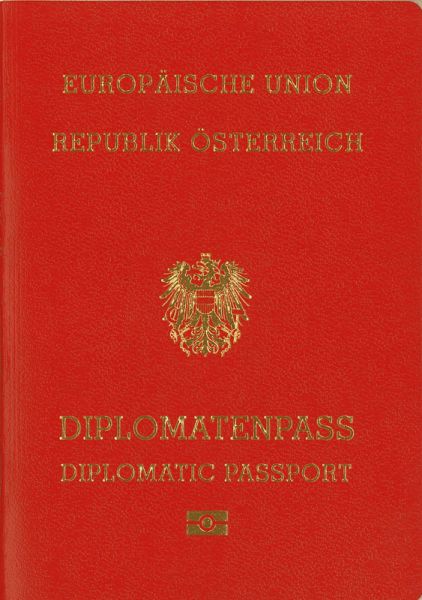 EUROPÄISCHE UNION
REPUBLIK ÖSTERREICH
DIPLOMATENPASS
DIPLOMATIC PASSPORT